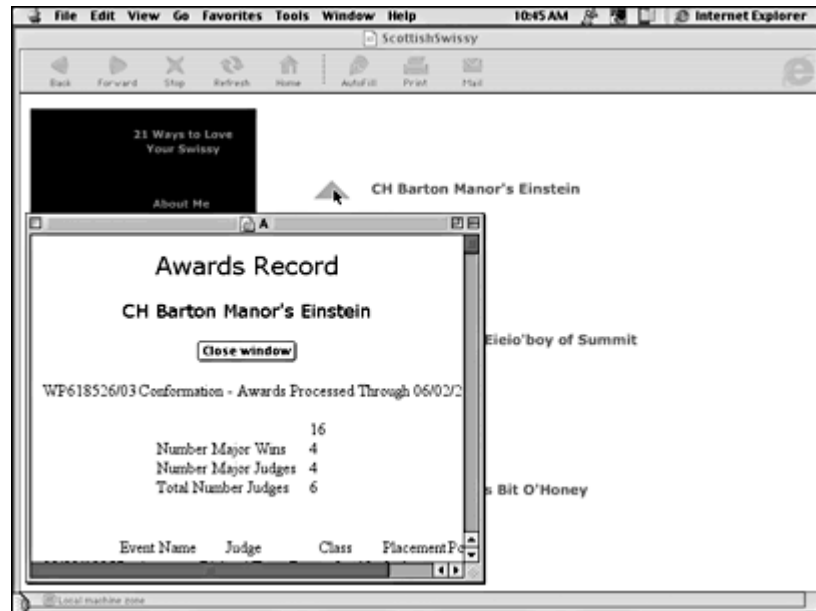 File Edit View Go Favorites Tools Window Help 10:45 AM Internet Explorer
ScottishSwissy
Back Forward Stop Refresh Home AutoFill Print Mail
21 Ways to Love
Your Swissy
About Me
CH Barton Manor's Einstein
A
Awards Record
CH Barton Manor's Einstein
Close window
WP618526/03 Conformation - Awards Processed Through 06/02/2
16
Number Major Wins 4
Number Major Judges 4
Total Number Judges 6
Event Name Judge Class Placement Po
Eieio'boy of Summit
s Bit O'Honey
Local machine zone